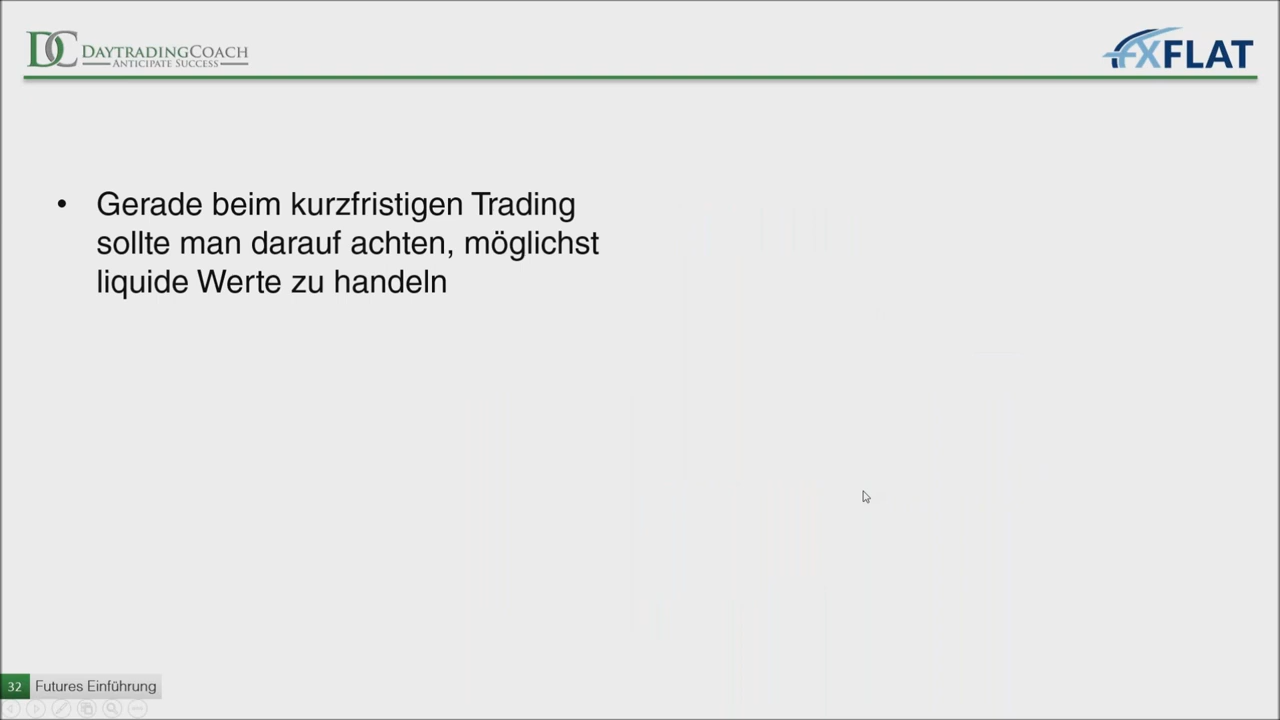 DC DAYTRADINGCOACH
ANTICIPATE SUCCESS
FXFLAT
• Gerade beim kurzfristigen Trading
sollte man darauf achten, möglichst
liquide Werte zu handeln
32 Futures Einführung